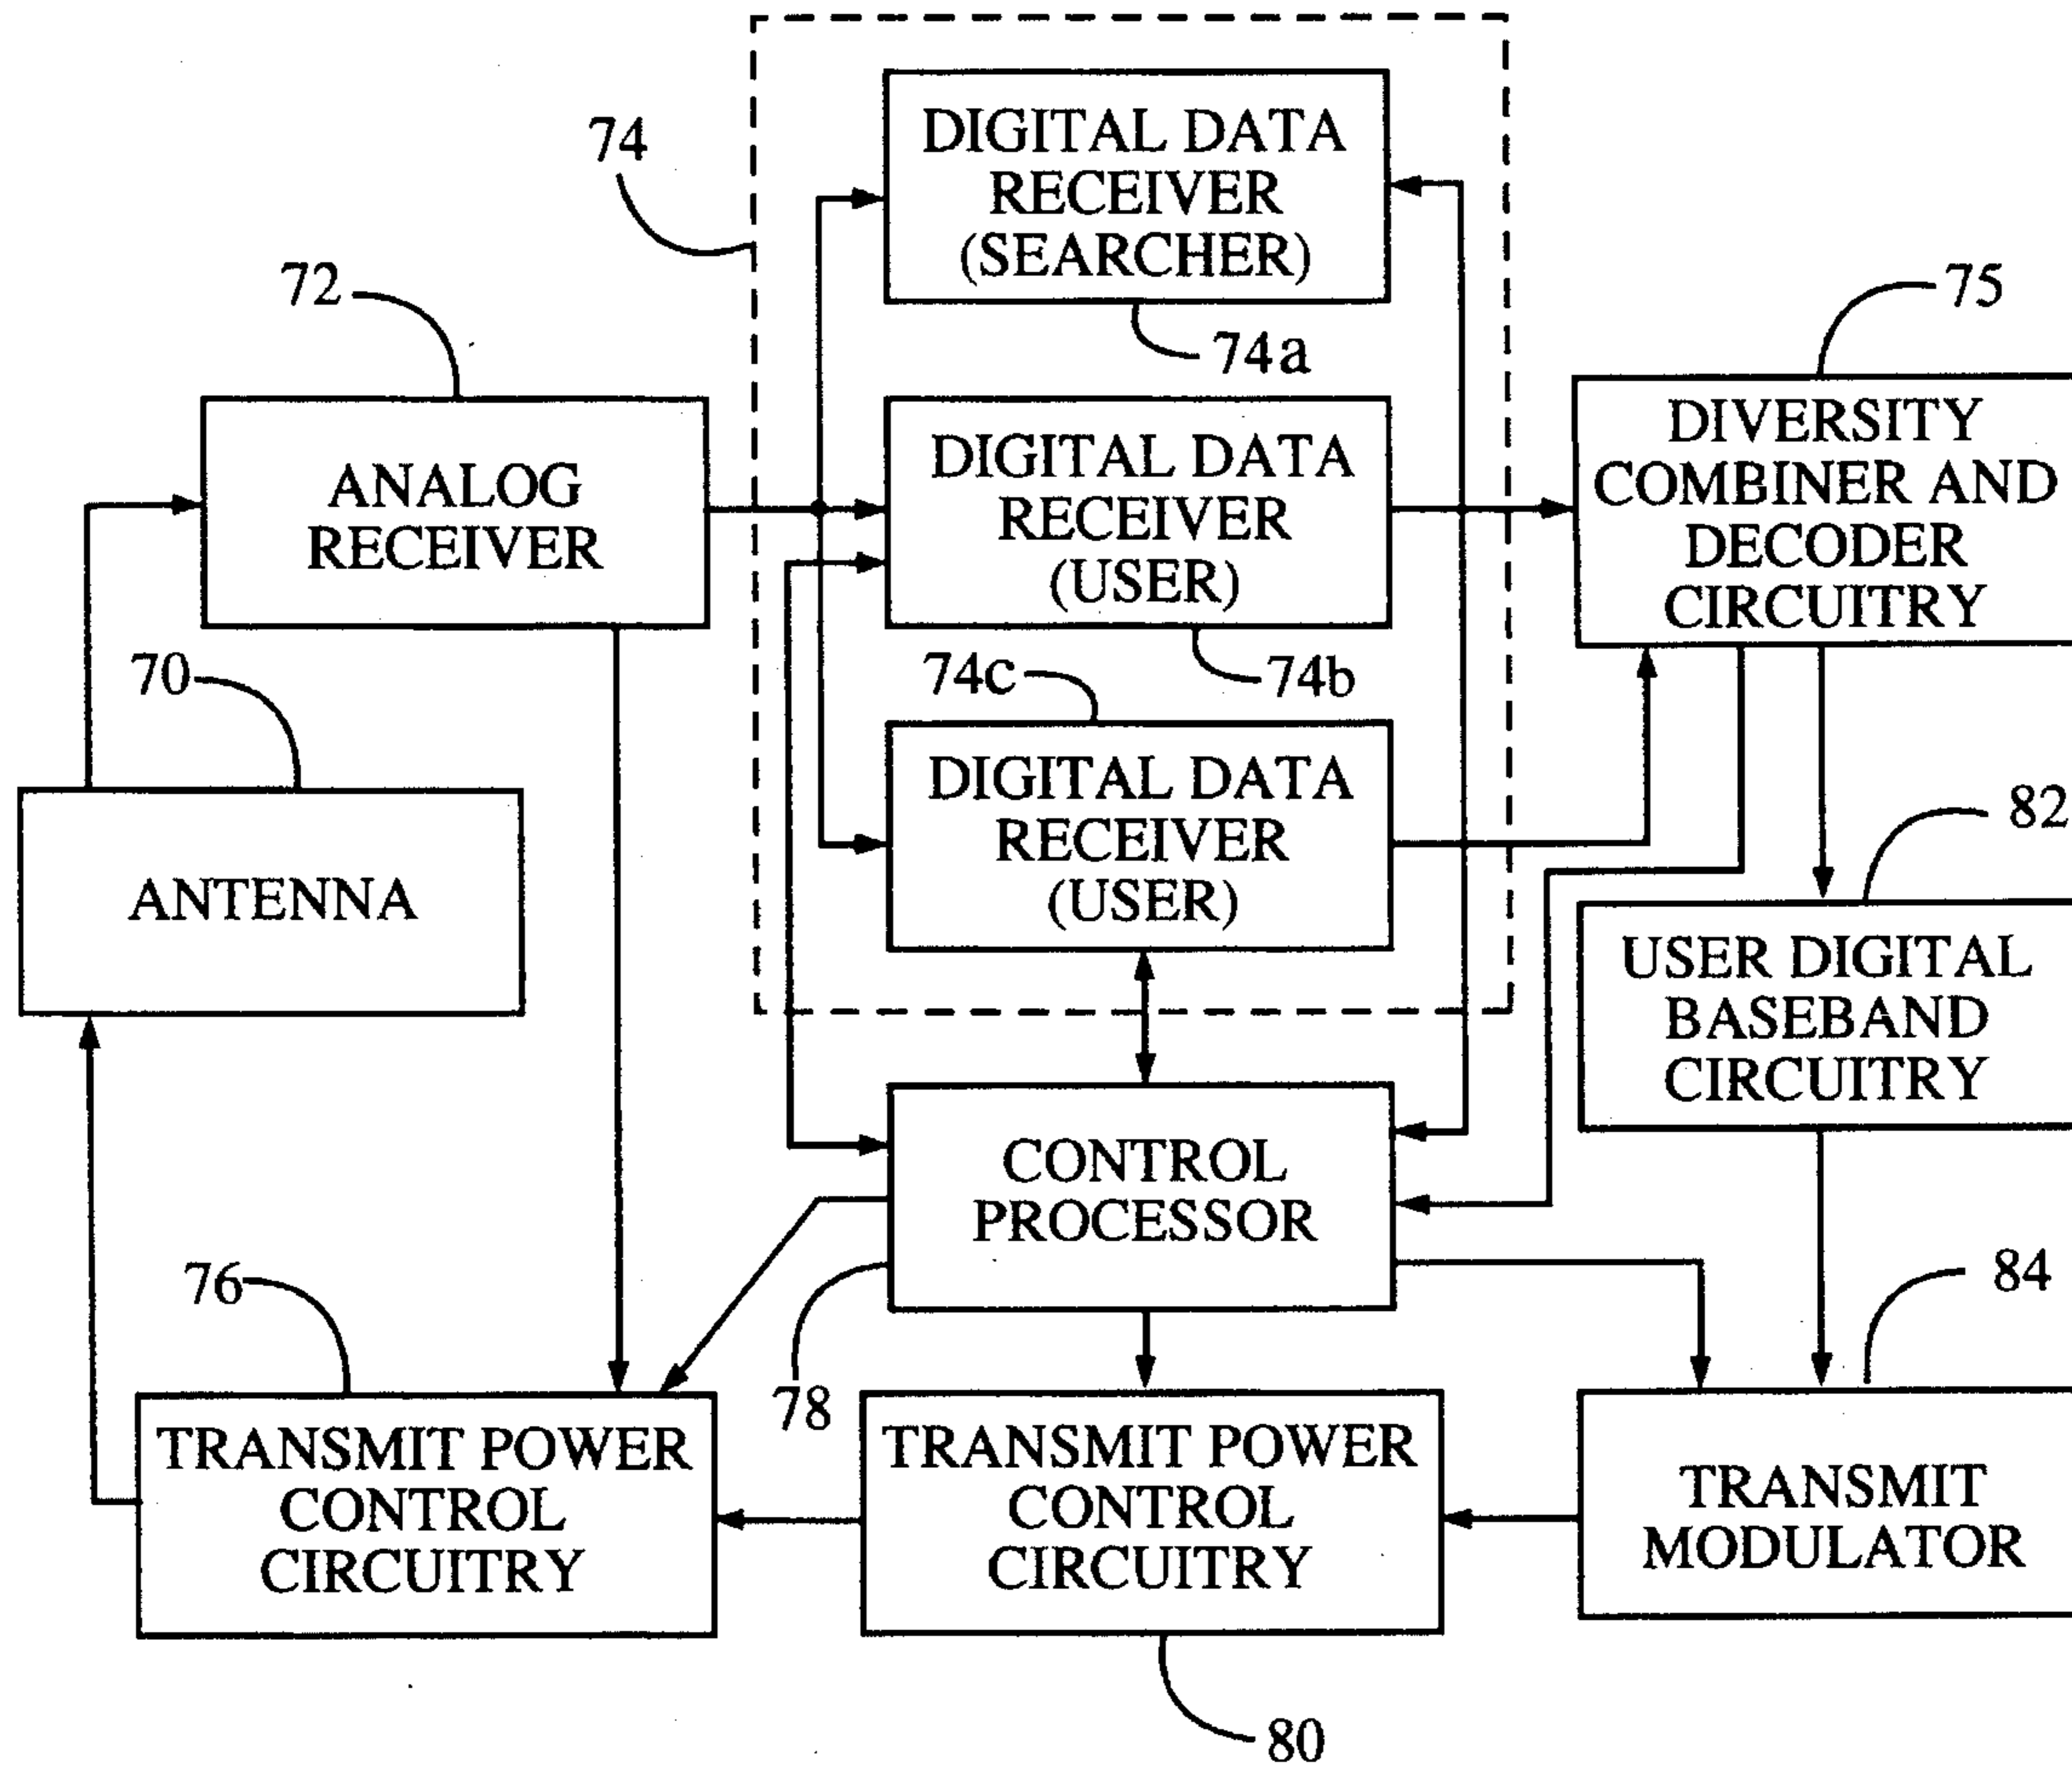 74
DIGITAL DATA
RECEIVER
(SEARCHER)
74a
72
75
ANALOG
RECEIVER
DIGITAL DATA
RECEIVER
(USER)
74b
DIVERSITY
COMBINER AND
DECODER
CIRCUITRY
70
74c
ANTENNA
DIGITAL DATA
RECEIVER
(USER)
82
USER DIGITAL
BASEBAND
CIRCUITRY
CONTROL
PROCESSOR
78
76
84
TRANSMIT POWER
CONTROL
CIRCUITRY
TRANSMIT POWER
CONTROL
CIRCUITRY
80
TRANSMIT
MODULATOR